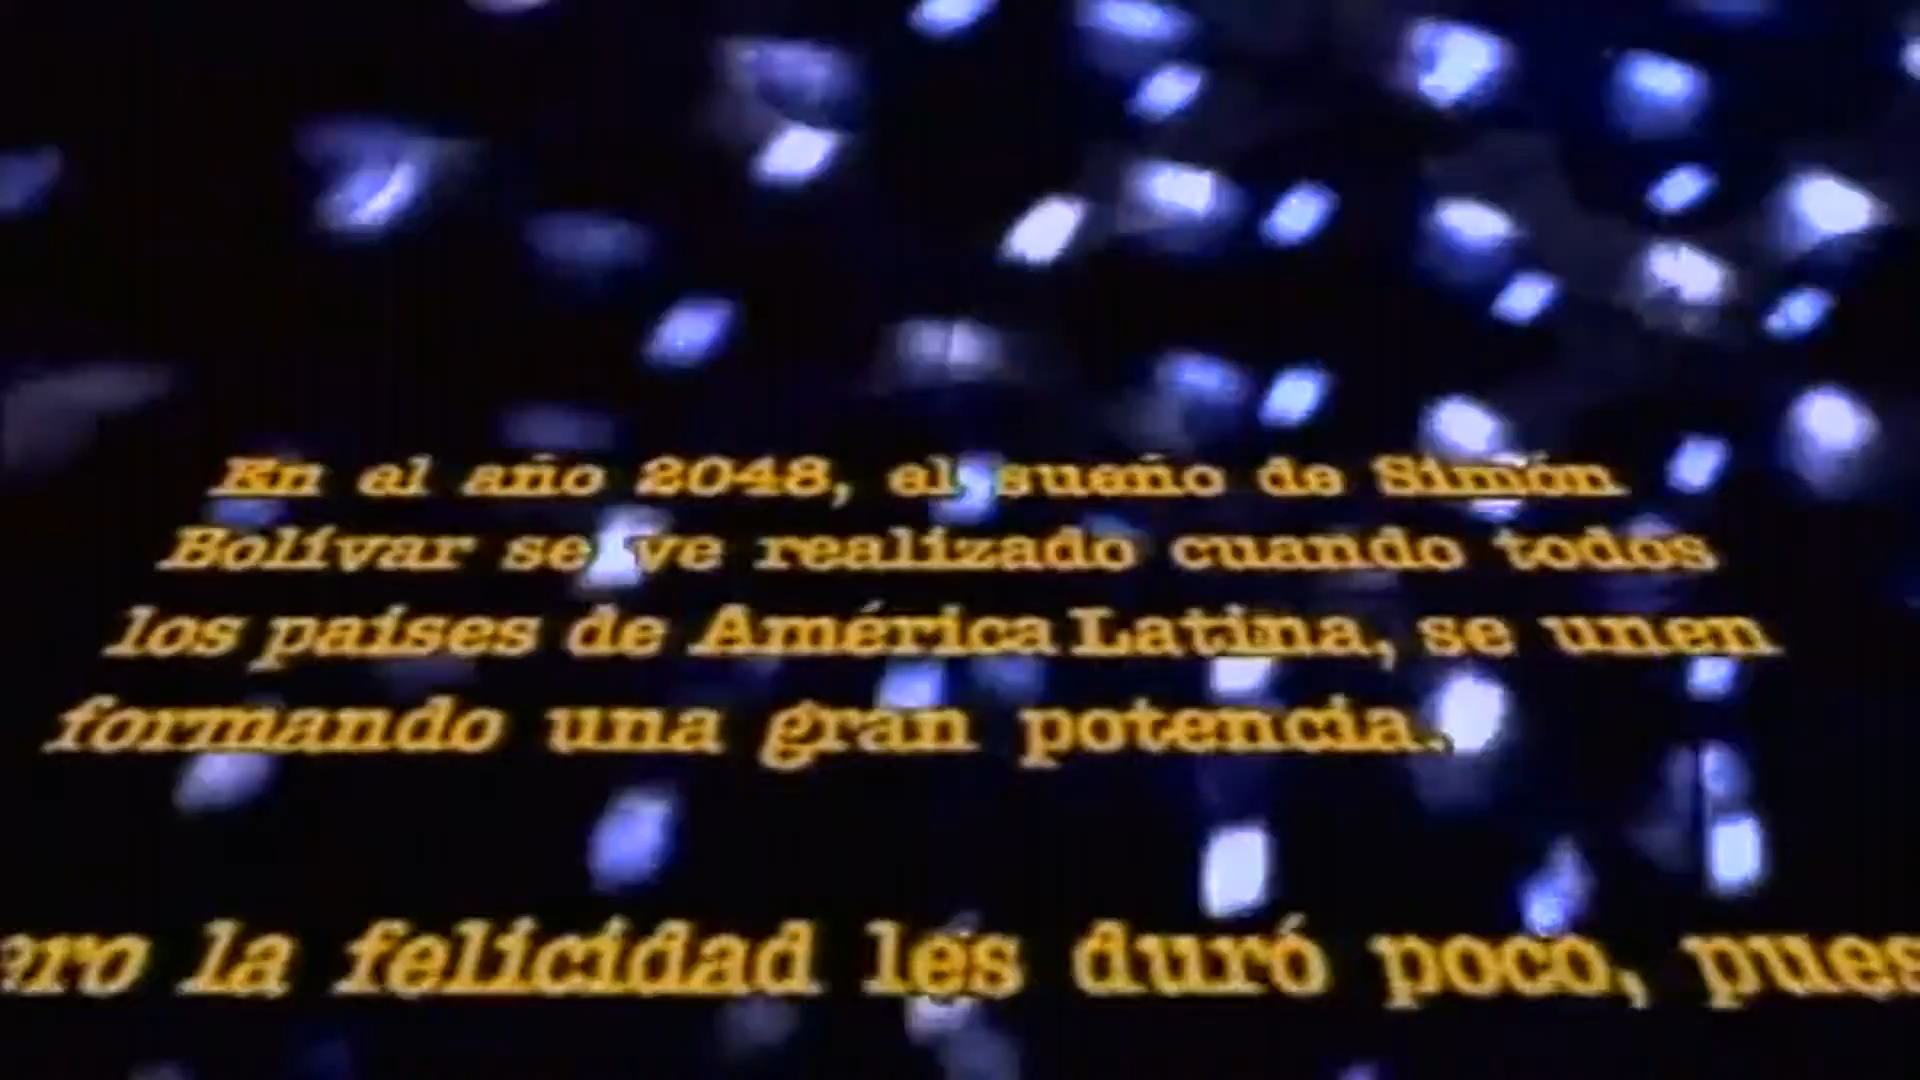 En el año 2048, el sueño de Simón
Bolívar se ve realizado cuando todos
los países de América Latina, se unen
formando una gran potencia.
la felicidad les duró poco, pues